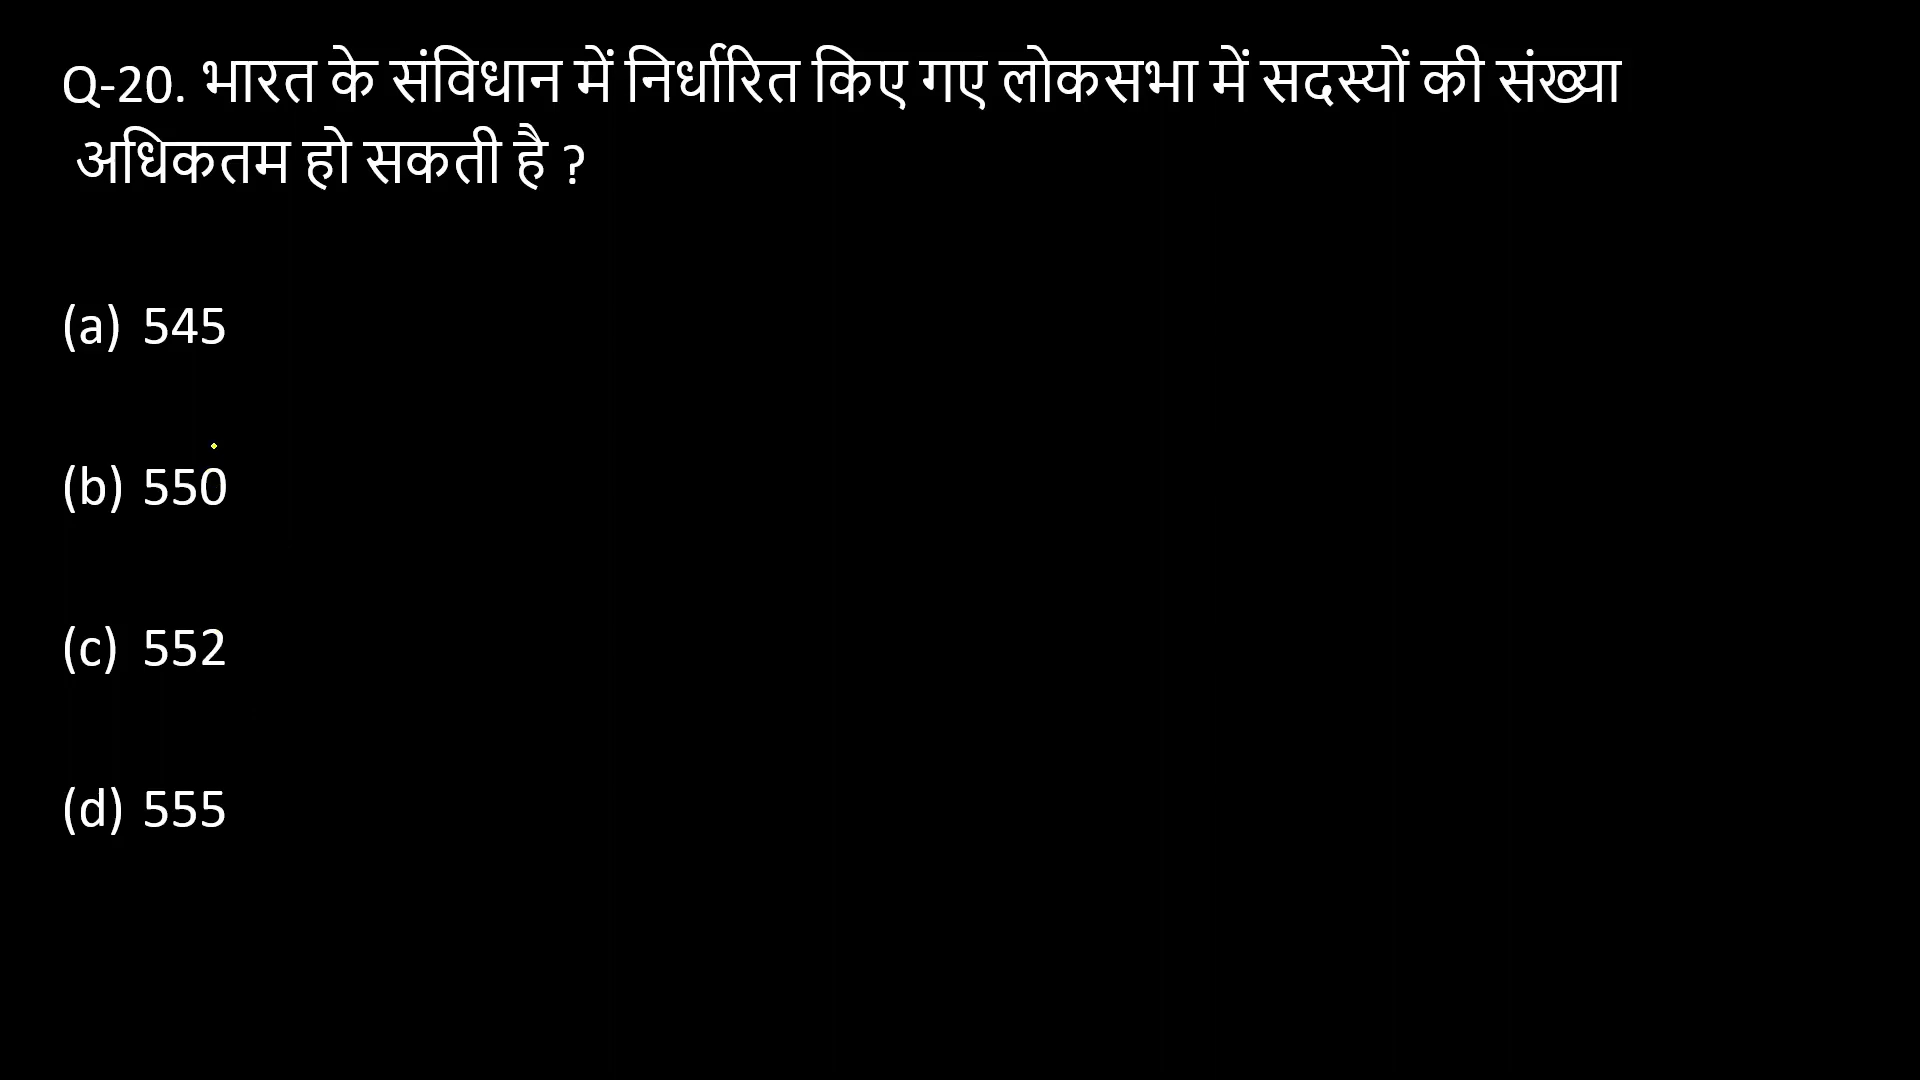 Q-20. भारत के संविधान में निर्धारित किए गए लोकसभा में सदस्यों की संख्या
अधिकतम हो सकती है ?
(a) 545
(b) 550
(c) 552
(d) 555